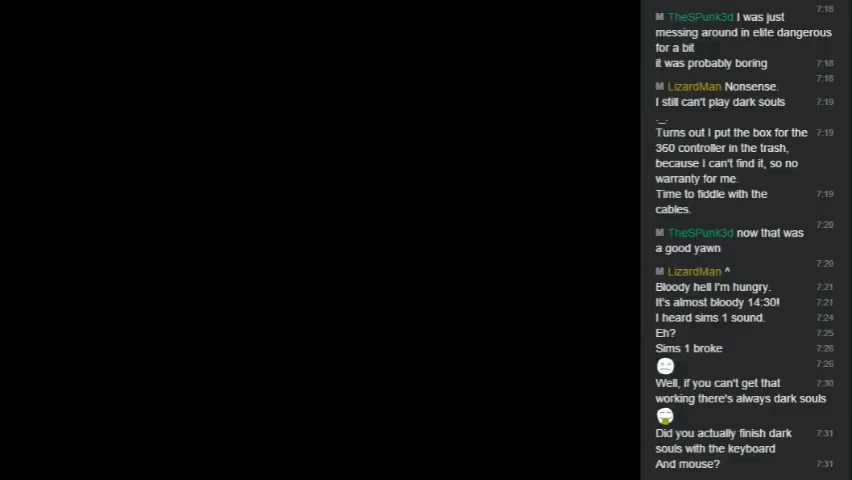 7:18
M TheSPunk3d I was just
messing around in elite dangerous
for a bit
it was probably boring 7:18
7:18
M LizardMan Nonsense.
I still can't play dark souls 7:19
._.
Turns out I put the box for the 7:19
360 controller in the trash,
because I can't find it, so no
warranty for me.
Time to fiddle with the 7:19
cables.
7:20
M TheSPunk3d now that was
a good yawn
7:20
M LizardMan ^
Bloody hell I'm hungry. 7:21
It's almost bloody 14:30! 7:21
I heard sims 1 sound. 7:24
Eh? 7:25
Sims 1 broke 7:26
7:26
Well, if you can't get that 7:30
working there's always dark souls
Did you actually finish dark 7:31
souls with the keyboard
And mouse? 7:31